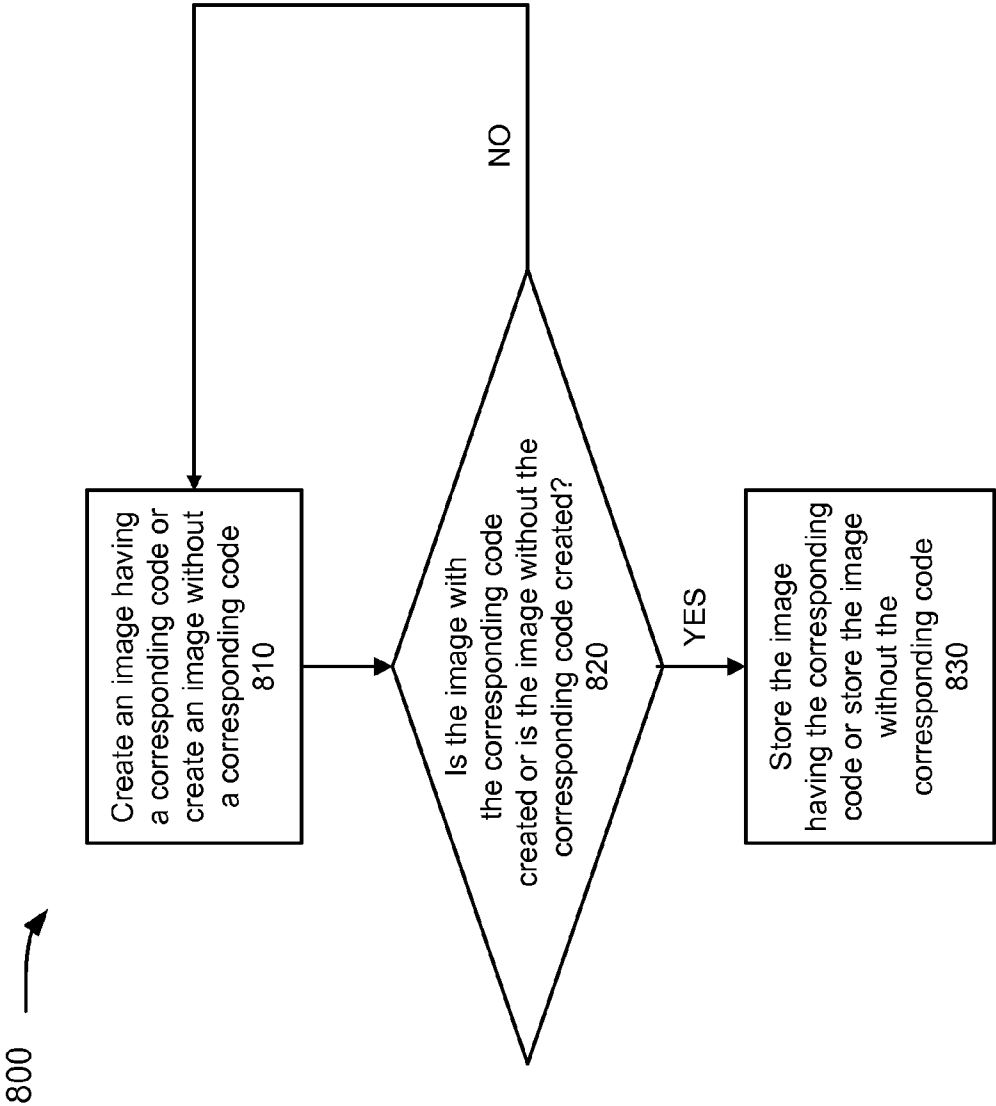 800
Create an image having
a corresponding code or
create an image without
a corresponding code
810
Is the image with
the corresponding code
created or is the image without the
corresponding code created?
820
NO
YES
Store the image
having the corresponding
code or store the image
without the
corresponding code
830